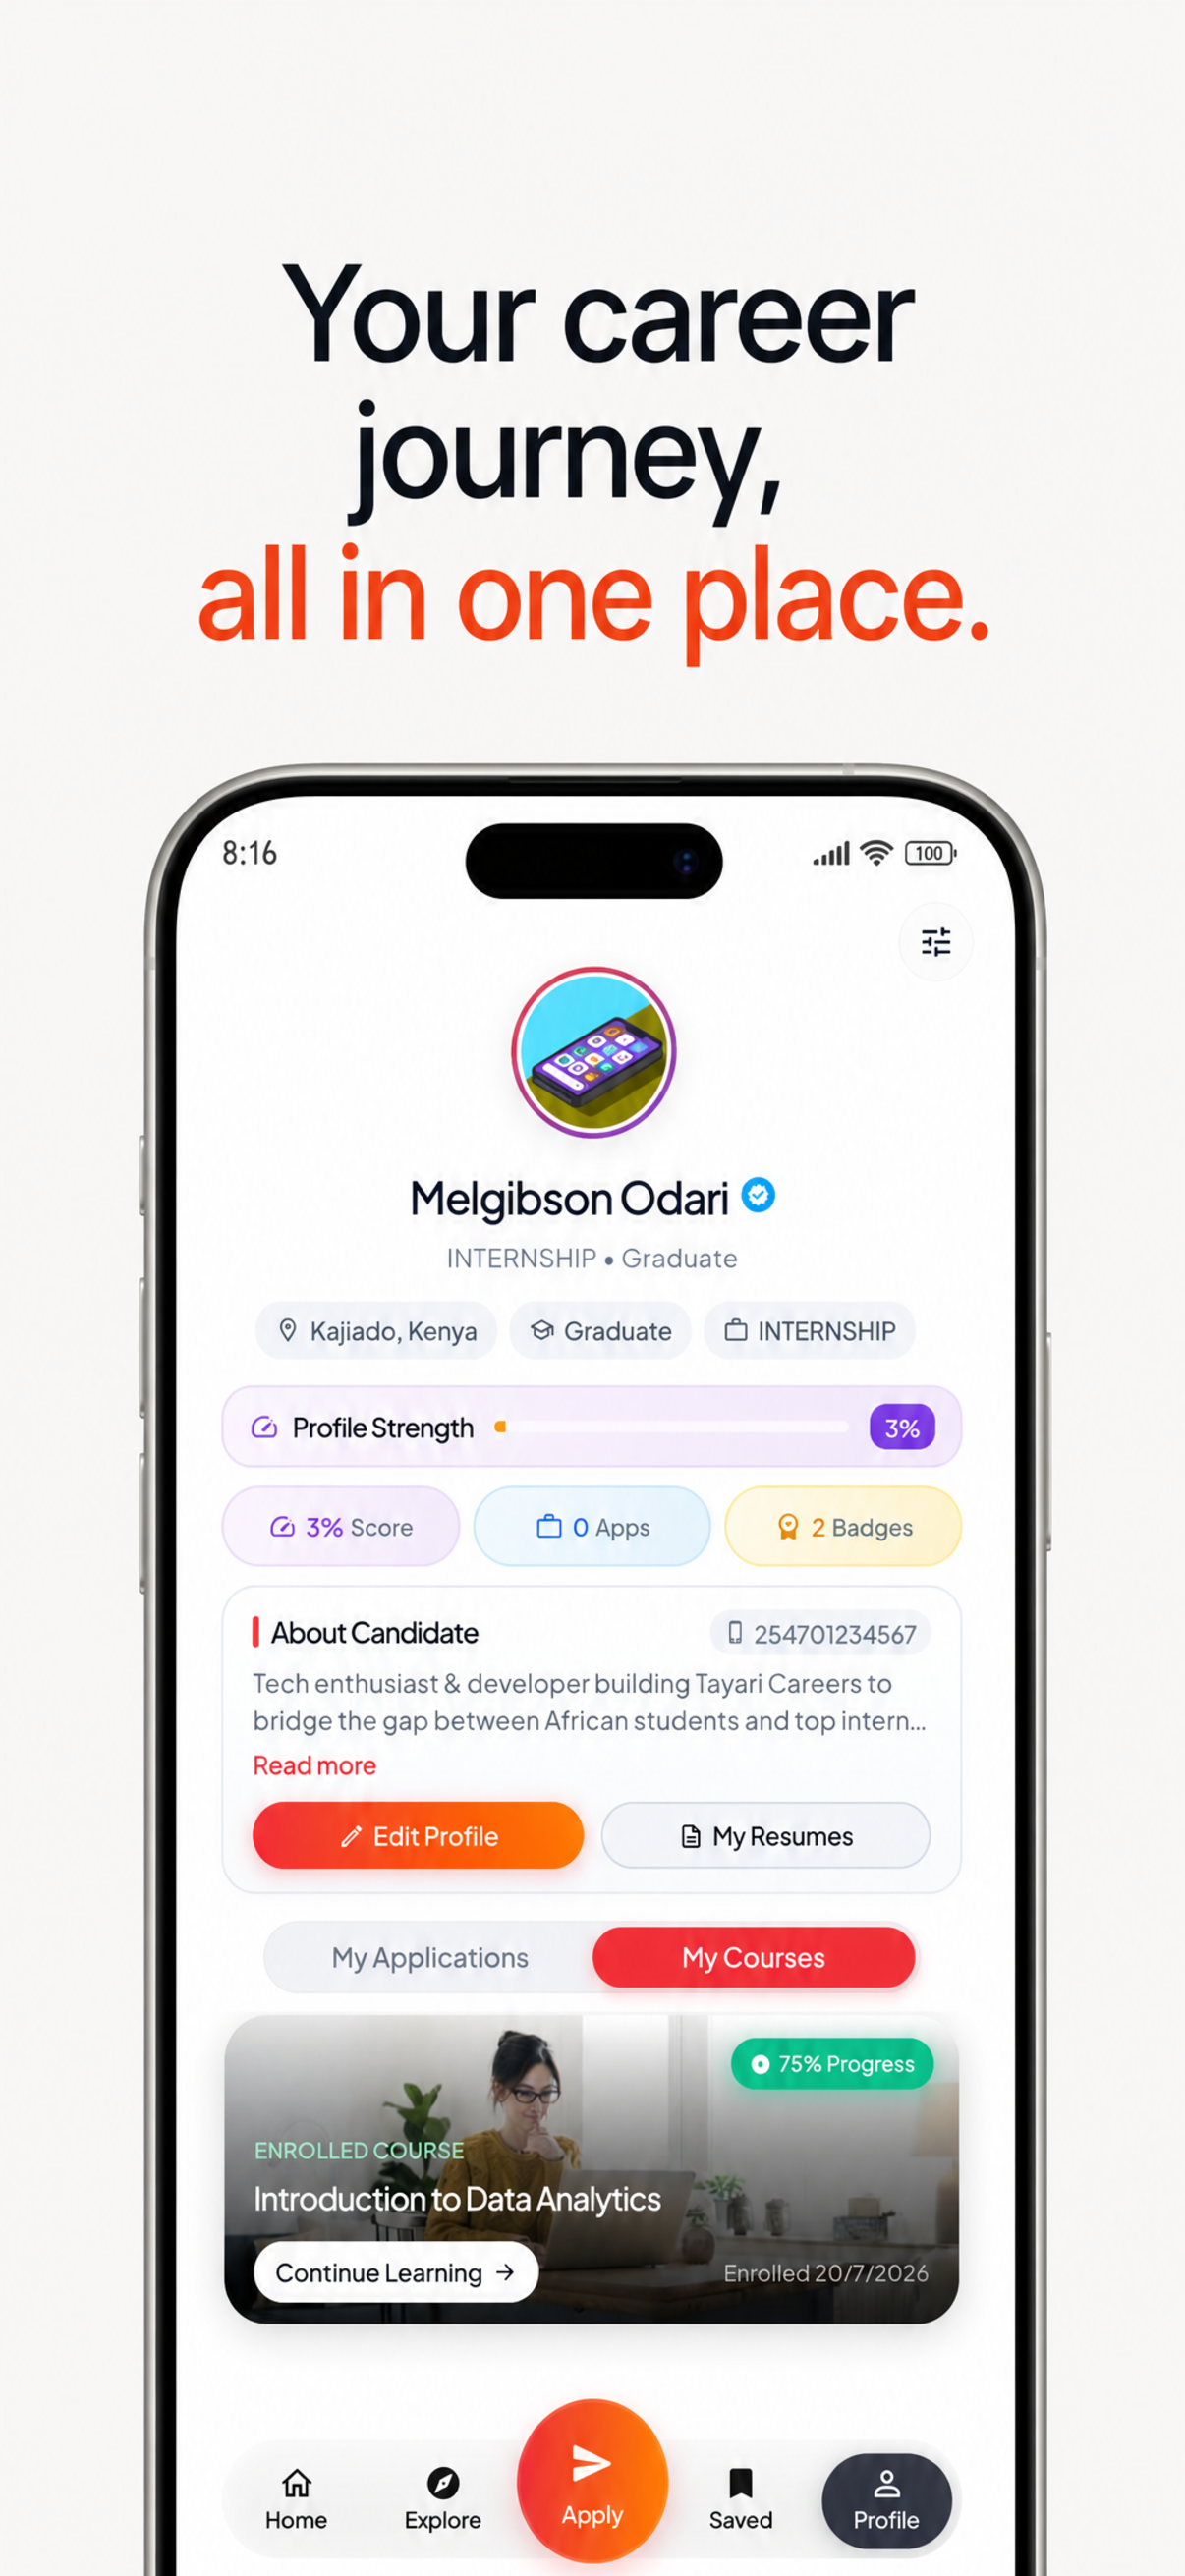 Your career
journey,
all in one place.
8:16
100
Melgibson Odari
INTERNSHIP • Graduate
Kajiado, Kenya
Graduate
INTERNSHIP
Profile Strength
3%
3% Score
0 Apps
2 Badges
About Candidate
254701234567
Tech enthusiast & developer building Tayari Careers to
bridge the gap between African students and top intern...
Read more
Edit Profile
My Resumes
My Applications
My Courses
75% Progress
ENROLLED COURSE
Introduction to Data Analytics
Continue Learning →
Enrolled 20/7/2026
Home
Explore
Apply
Saved
Profile